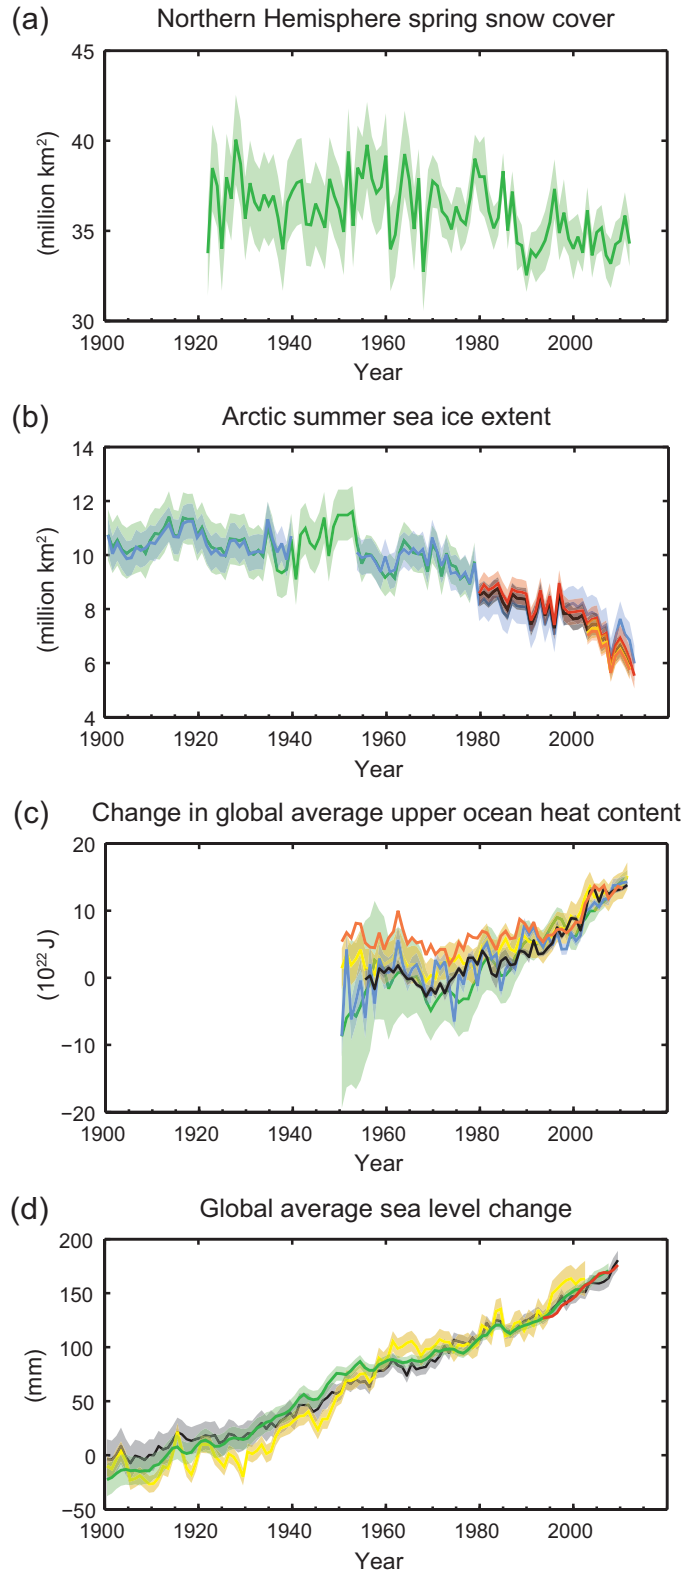 (a) Northern Hemisphere spring snow cover
45
40
35
30
(million km²)
1900 1920 1940 1960 1980 2000
Year
(b) Arctic summer sea ice extent
14
12
10
8
6
4
(million km²)
1900 1920 1940 1960 1980 2000
Year
(c) Change in global average upper ocean heat content
20
10
0
−10
−20
(10²² J)
1900 1920 1940 1960 1980 2000
Year
(d) Global average sea level change
200
150
100
50
0
−50
(mm)
1900 1920 1940 1960 1980 2000
Year